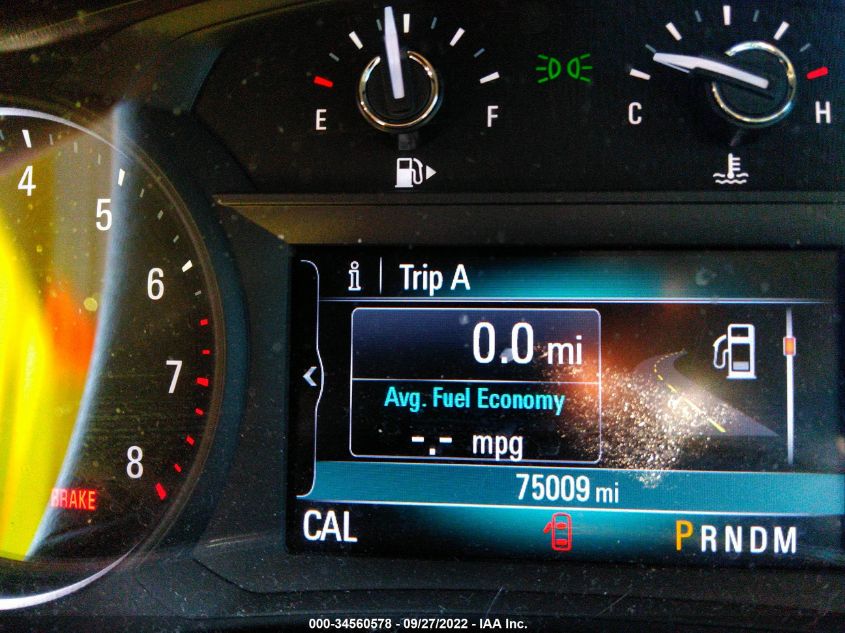 E F
C H
4
5
6
7
8
BRAKE
i Trip A
0.0 mi
Avg. Fuel Economy
-.- mpg
75009 mi
CAL PRNDM
000-34560578 - 09/27/2022 - IAA Inc.